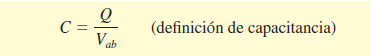 C = Q / V_ab (definición de capacitancia)